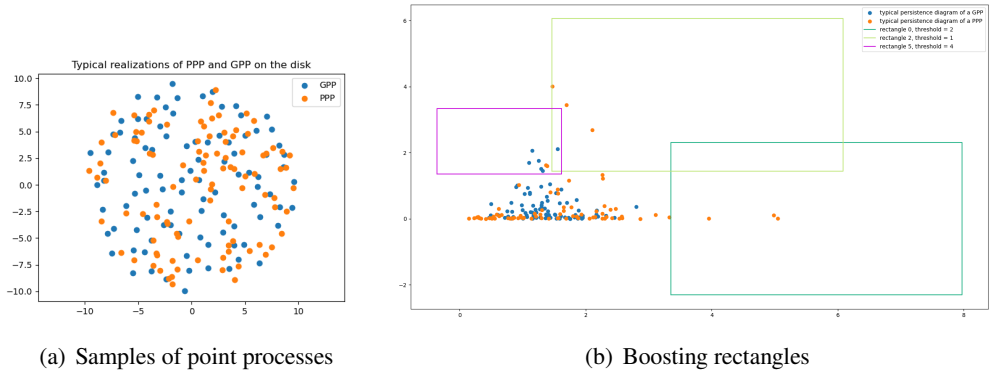 Typical realizations of PPP and GPP on the disk
GPP
PPP
10.0
7.5
5.0
2.5
0.0
−2.5
−5.0
−7.5
−10.0
−10
−5
0
5
10
(a) Samples of point processes
typical persistence diagram of a GPP
typical persistence diagram of a PPP
rectangle 0, threshold = 2
rectangle 2, threshold = 1
rectangle 5, threshold = 4
6
4
2
0
−2
0
2
4
6
8
(b) Boosting rectangles